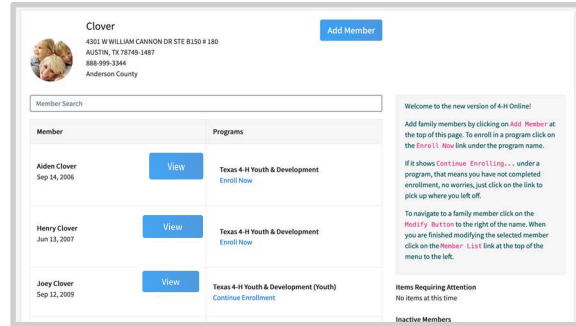 Clover
4301 W WILLIAM CANNON DR STE B150 # 180
AUSTIN, TX 78749-1487
888-999-3344
Anderson County
Add Member
Member Search
Member
Programs
Aiden Clover
Sep 14, 2006
View
Texas 4-H Youth & Development
Enroll Now
Henry Clover
Jun 13, 2007
View
Texas 4-H Youth & Development
Enroll Now
Joey Clover
Sep 12, 2009
View
Texas 4-H Youth & Development (Youth)
Continue Enrollment
Welcome to the new version of 4-H Online!
Add family members by clicking on Add Member at
the top of this page. To enroll in a program click on
the Enroll Now link under the program name.
If it shows Continue Enrolling... under a
program, that means you have not completed
enrollment, no worries, just click on the link to
pick up where you left off.
To navigate to a family member click on the
Modify Button to the right of the name. When
you are finished modifying the selected member
click on the Member List link at the top of the
menu to the left.
Items Requiring Attention
No items at this time
Inactive Members